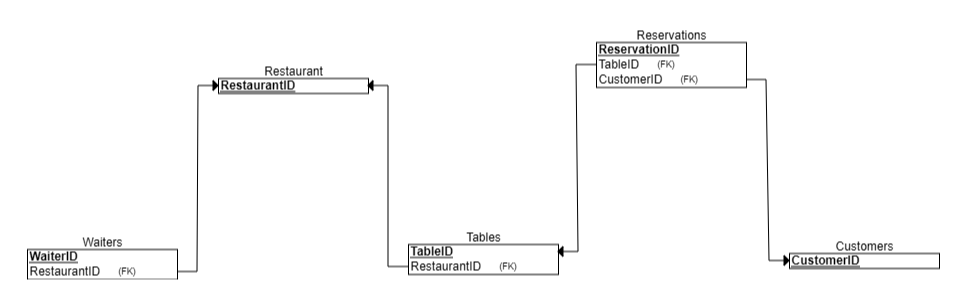 Reservations
ReservationID
TableID (FK)
CustomerID (FK)
Restaurant
RestaurantID
Waiters
WaiterID
RestaurantID (FK)
Tables
TableID
RestaurantID (FK)
Customers
CustomerID